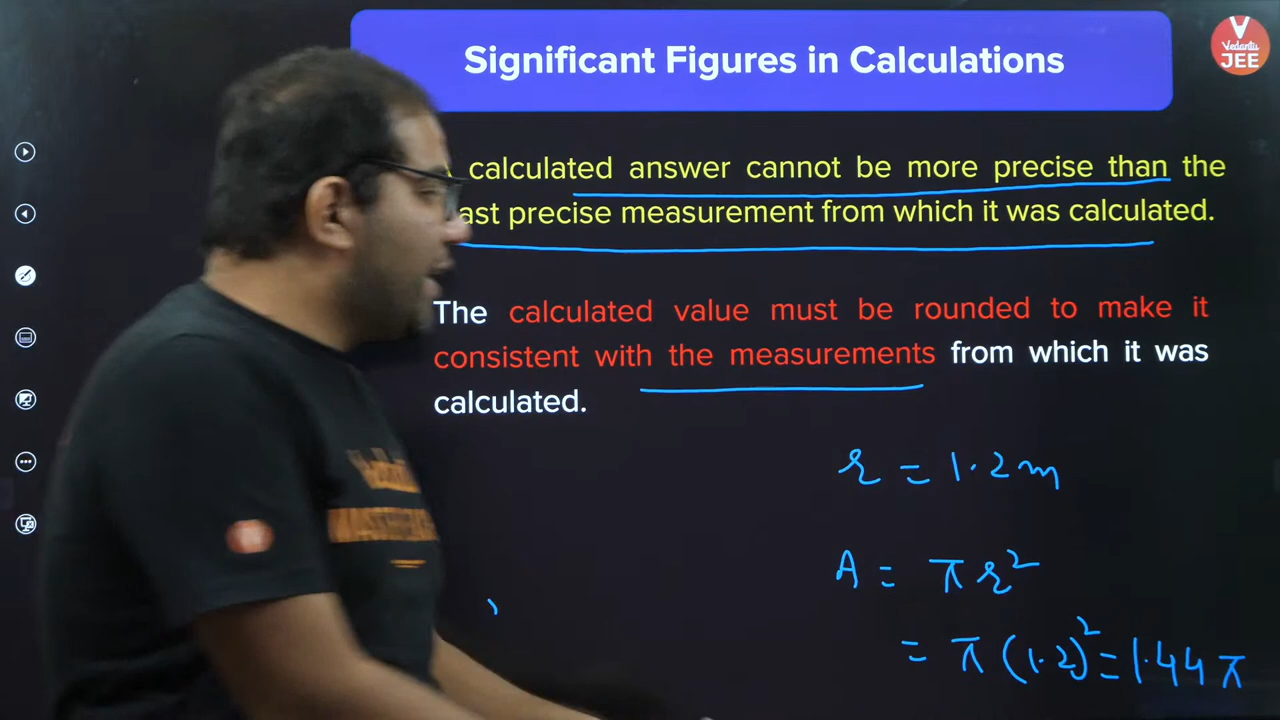 Significant Figures in Calculations
Vedantu
JEE
calculated answer cannot be more precise than the
precise measurement from which it was calculated.
The calculated value must be rounded to make it
consistent with the measurements from which it was
calculated.
r = 1.2 m
A = πr²
= π(1.2)² = 1.44 π